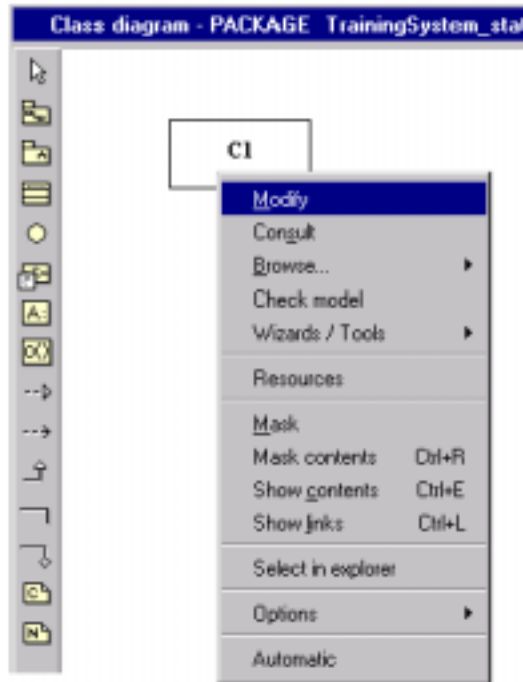 Class diagram - PACKAGE TrainingSystem_stat
C1
Modify
Consult
Browse...
Check model
Wizards / Tools
Resources
Mask
Mask contents Ctrl+R
Show contents Ctrl+E
Show links Ctrl+L
Select in explorer
Options
Automatic